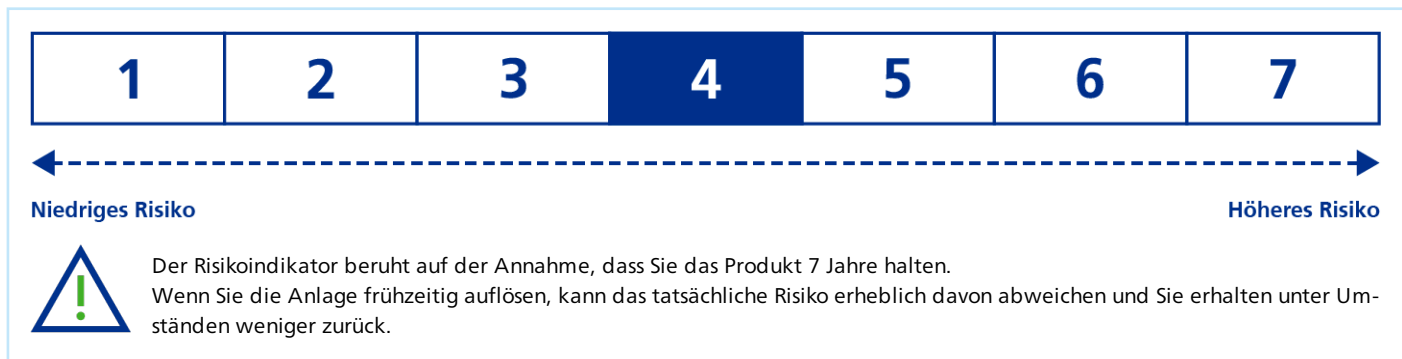 1 2 3 4 5 6 7
Niedriges Risiko Höheres Risiko
Der Risikoindikator beruht auf der Annahme, dass Sie das Produkt 7 Jahre halten.
Wenn Sie die Anlage frühzeitig auflösen, kann das tatsächliche Risiko erheblich davon abweichen und Sie erhalten unter Um-
ständen weniger zurück.